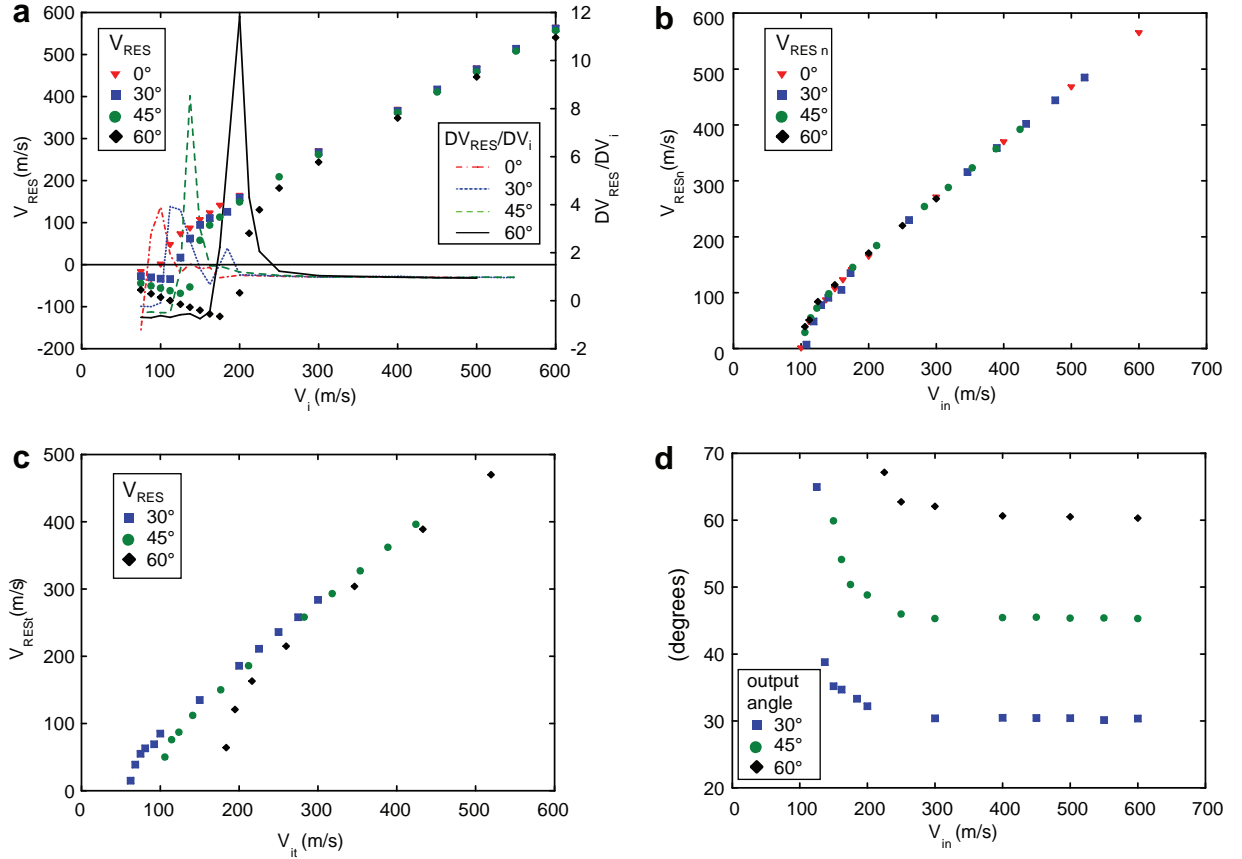 a
V_RES
0°
30°
45°
60°
DV_RES/DV_i
0°
30°
45°
60°
600
500
400
300
200
100
0
-100
-200
V_RES(m/s)
12
10
8
6
4
2
0
-2
DV_RES/DV_i
100 200 300 400 500 600
V_i (m/s)
b
V_RES n
0°
30°
45°
60°
600
500
400
300
200
100
0
V_RESn(m/s)
0 100 200 300 400 500 600 700
V_in (m/s)
c
V_RES
30°
45°
60°
500
400
300
200
100
0
V_RESt(m/s)
0 100 200 300 400 500 600
V_it (m/s)
d
output
angle
30°
45°
60°
70
60
50
40
30
20
(degrees)
0 100 200 300 400 500 600 700
V_in (m/s)